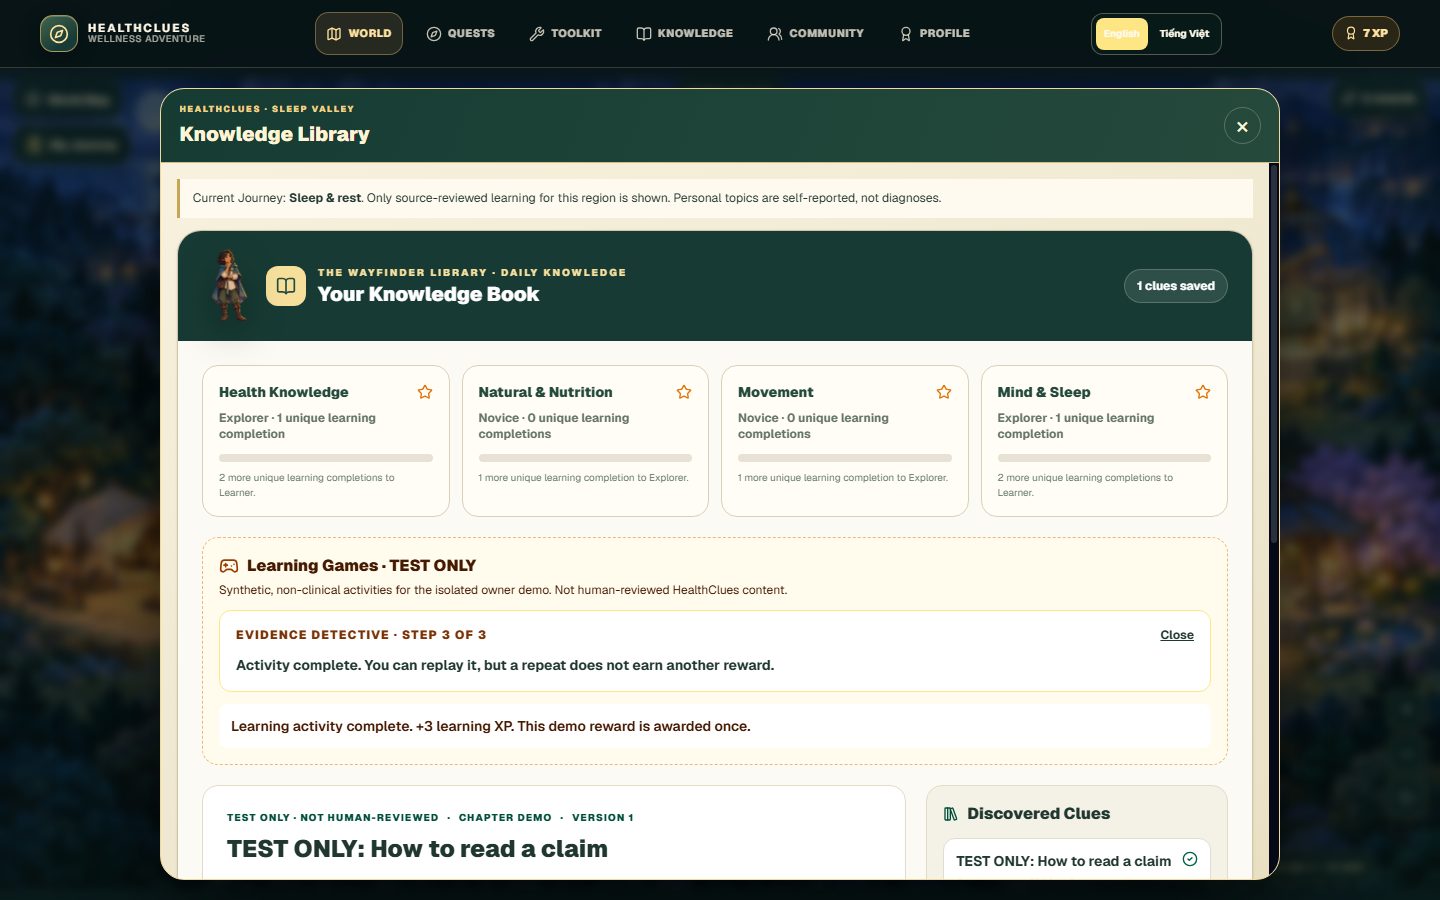 HEALTHCLUES
WELLNESS ADVENTURE
WORLD
QUESTS
TOOLKIT
KNOWLEDGE
COMMUNITY
PROFILE
English
Tiếng Việt
7 XP
HEALTHCLUES · SLEEP VALLEY
Knowledge Library
Current Journey: Sleep & rest. Only source-reviewed learning for this region is shown. Personal topics are self-reported, not diagnoses.
THE WAYFINDER LIBRARY · DAILY KNOWLEDGE
Your Knowledge Book
1 clues saved
Health Knowledge
Explorer · 1 unique learning
completion
2 more unique learning completions to
Learner.
Natural & Nutrition
Novice · 0 unique learning
completions
1 more unique learning completion to Explorer.
Movement
Novice · 0 unique learning
completions
1 more unique learning completion to Explorer.
Mind & Sleep
Explorer · 1 unique learning
completion
2 more unique learning completions to
Learner.
Learning Games · TEST ONLY
Synthetic, non-clinical activities for the isolated owner demo. Not human-reviewed HealthClues content.
EVIDENCE DETECTIVE · STEP 3 OF 3
Close
Activity complete. You can replay it, but a repeat does not earn another reward.
Learning activity complete. +3 learning XP. This demo reward is awarded once.
TEST ONLY · NOT HUMAN-REVIEWED · CHAPTER DEMO · VERSION 1
TEST ONLY: How to read a claim
Discovered Clues
TEST ONLY: How to read a claim